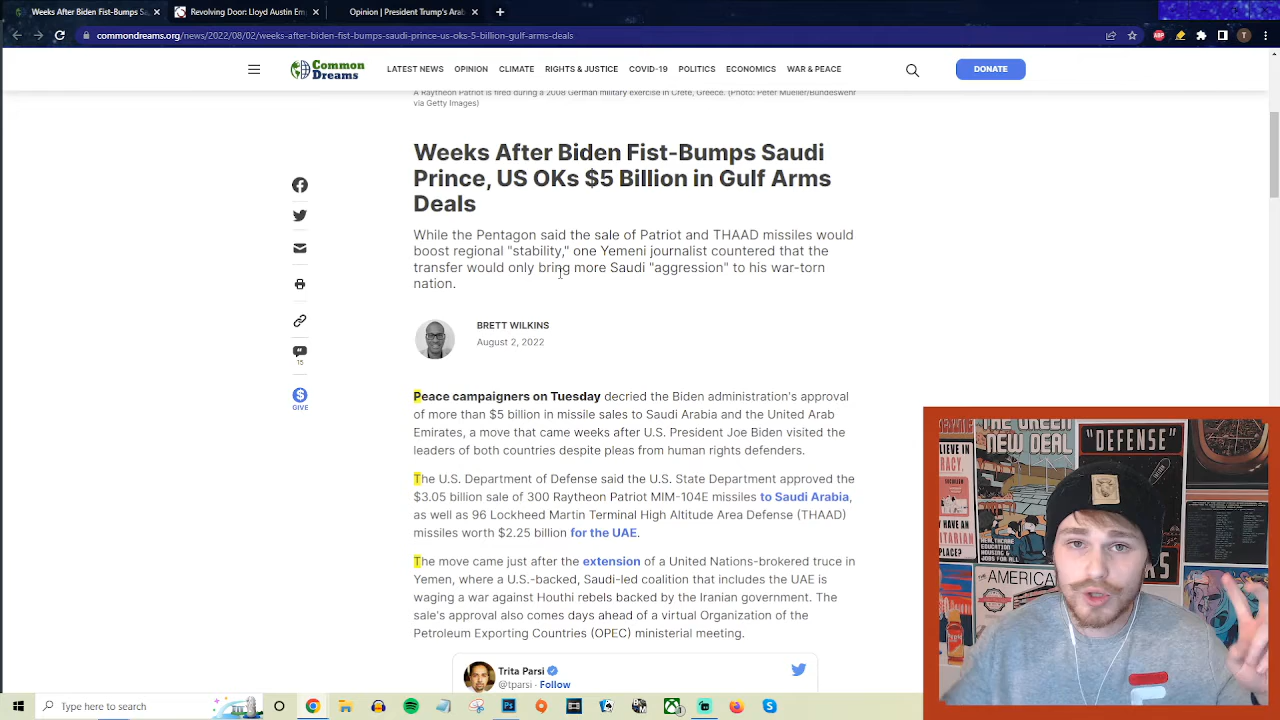 Weeks After Biden Fist-Bumps Sa
Revolving Door: Lloyd Austin Em
Opinion | President Trump's Arab
commondreams.org/news/2022/08/02/weeks-after-biden-fist-bumps-saudi-prince-us-oks-5-billion-gulf-arms-deals
Common Dreams
LATEST NEWS OPINION CLIMATE RIGHTS & JUSTICE COVID-19 POLITICS ECONOMICS WAR & PEACE
DONATE
A Raytheon Patriot is fired during a 2008 German military exercise in Crete, Greece. (Photo: Peter Mueller/Bundeswehr
via Getty Images)
Weeks After Biden Fist-Bumps Saudi
Prince, US OKs $5 Billion in Gulf Arms
Deals
While the Pentagon said the sale of Patriot and THAAD missiles would
boost regional "stability," one Yemeni journalist countered that the
transfer would only bring more Saudi "aggression" to his war-torn
nation.
BRETT WILKINS
August 2, 2022
15
GIVE
Peace campaigners on Tuesday decried the Biden administration's approval
of more than $5 billion in missile sales to Saudi Arabia and the United Arab
Emirates, a move that came weeks after U.S. President Joe Biden visited the
leaders of both countries despite pleas from human rights defenders.
The U.S. Department of Defense said the U.S. State Department approved the
$3.05 billion sale of 300 Raytheon Patriot MIM-104E missiles to Saudi Arabia,
as well as 96 Lockheed Martin Terminal High Altitude Area Defense (THAAD)
missiles worth $2.25 billion for the UAE.
The move came just after the extension of a United Nations-brokered truce in
Yemen, where a U.S.-backed, Saudi-led coalition that includes the UAE is
waging a war against Houthi rebels backed by the Iranian government. The
sale's approval also comes days ahead of a virtual Organization of the
Petroleum Exporting Countries (OPEC) ministerial meeting.
Trita Parsi
@tparsi · Follow
THE GREEN
NEW DEAL
"DEFENSE"
HEALTHCARE
EDUCATION
HOUSING &
JOBS FOR ALL
THE AMERICA
Type here to search